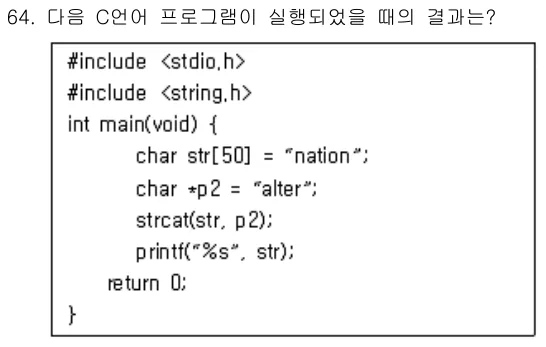 64. 다음 C언어 프로그램이 실행되었을 때의 결과는?
#include <stdio.h>
#include <string.h>
int main(void) {
char str[50] = "nation";
char *p2 = "alter";
strcat(str, p2);
printf("%s", str);
return 0;
}